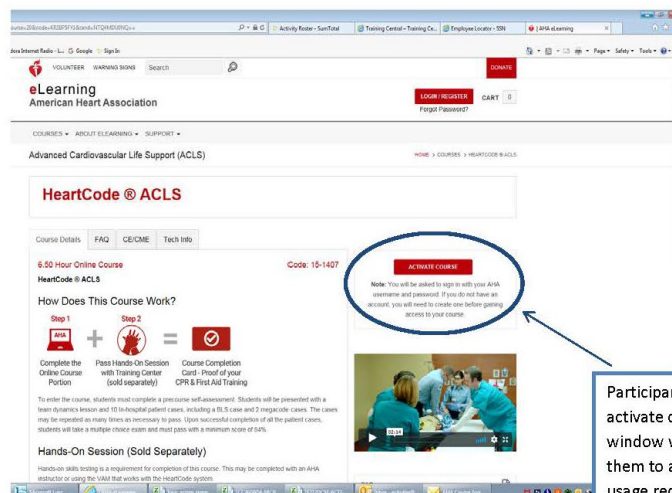 Activity Roster - SumTotal
Training Central - Training Ce...
Employee Locator - SSN
AHA eLearning
Internet Radio - L... Google Sign In
Page Safety Tools
VOLUNTEER WARNING SIGNS Search DONATE
eLearning
American Heart Association
LOGIN / REGISTER CART 0
Forgot Password?
COURSES ABOUT ELEARNING SUPPORT
Advanced Cardiovascular Life Support (ACLS)
HOME > COURSES > HEARTCODE ® ACLS
HeartCode ® ACLS
Course Details FAQ CE/CME Tech Info
6.50 Hour Online Course Code: 15-1407
HeartCode ® ACLS
How Does This Course Work?
Step 1 Step 2
AHA + =
Complete the Online Course Portion
Pass Hands-On Session with Training Center (sold separately)
Course Completion Card - Proof of your CPR & First Aid Training
To enter the course, students must complete a precourse self-assessment. Students will be presented with a
team dynamics lesson and 10 in-hospital patient cases, including a BLS case and 2 megacode cases. The cases
may be repeated as many times as necessary to pass. Upon successful completion of all the patient cases,
students will take a multiple choice exam and must pass with a minimum score of 84%.
Hands-On Session (Sold Separately)
Hands-on skills testing is a requirement for completion of this course. This may be completed with an AHA
instructor or using the VAM that works with the HeartCode system
ACTIVATE COURSE
Note: You will be asked to sign in with your AHA
username and password. If you do not have an
account, you will need to create one before gaining
access to your course.
02:14
Participan
activate c
window w
them to a
usage re